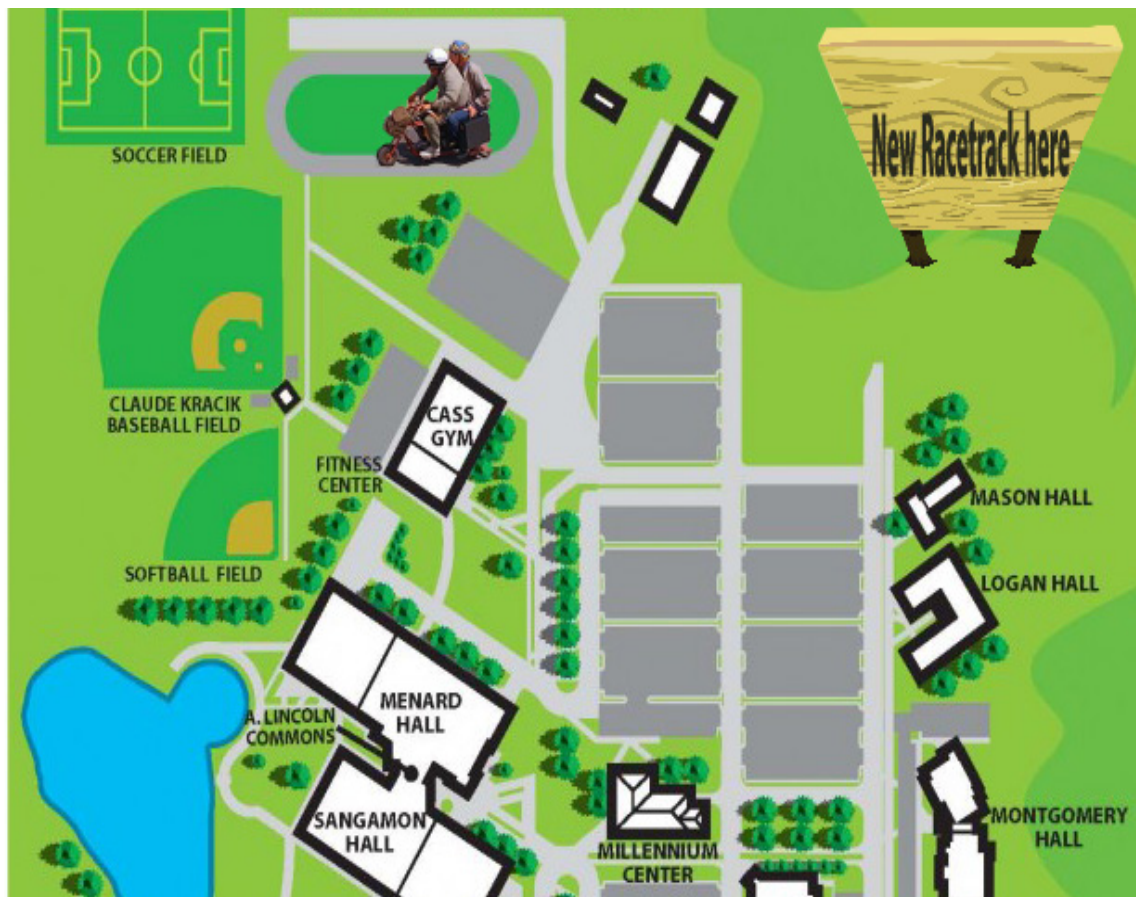 New Racetrack here
SOCCER FIELD
CLAUDE KRACIK
BASEBALL FIELD
CASS
GYM
FITNESS
CENTER
MASON HALL
SOFTBALL FIELD
LOGAN HALL
MENARD
HALL
A. LINCOLN
COMMONS
SANGAMON
HALL
MILLENNIUM
CENTER
MONTGOMERY
HALL